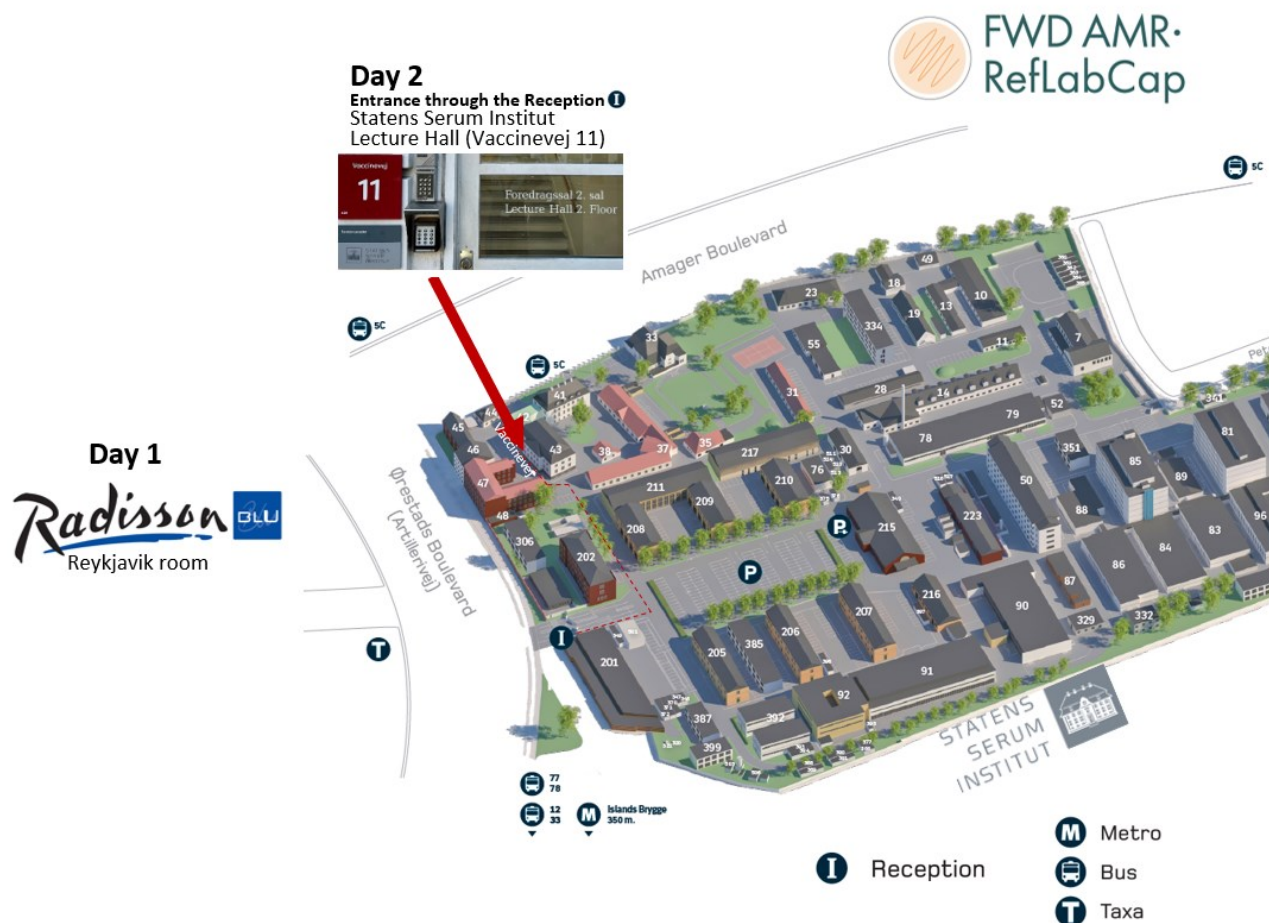 FWD AMR·
RefLabCap
Day 2
Entrance through the Reception I
Statens Serum Institut
Lecture Hall (Vaccinevej 11)
Vaccinevej
11
Foredragssal 2. sal
Lecture Hall 2. Floor
STATENS
SERUM
INSTITUT
Amager Boulevard
5C
5C
5C
Day 1
Radisson BLU
Reykjavik room
Ørestads Boulevard
(Artillerivej)
Vaccinevej
49
18
23
10
13
19
334
33
55
11
7
41
31
28
14
44
45
52
79
341
43
35
78
81
46
38
37
217
30
351
85
47
76
50
89
211
210
209
48
88
208
215
223
83
96
306
202
P
P
84
86
87
216
90
207
332
329
T
I
201
205
385
206
91
92
387
392
399
STATENS
SERUM
INSTITUT
77
78
12
33
M
Islands Brygge
350 m.
I Reception
M Metro
Bus
T Taxa